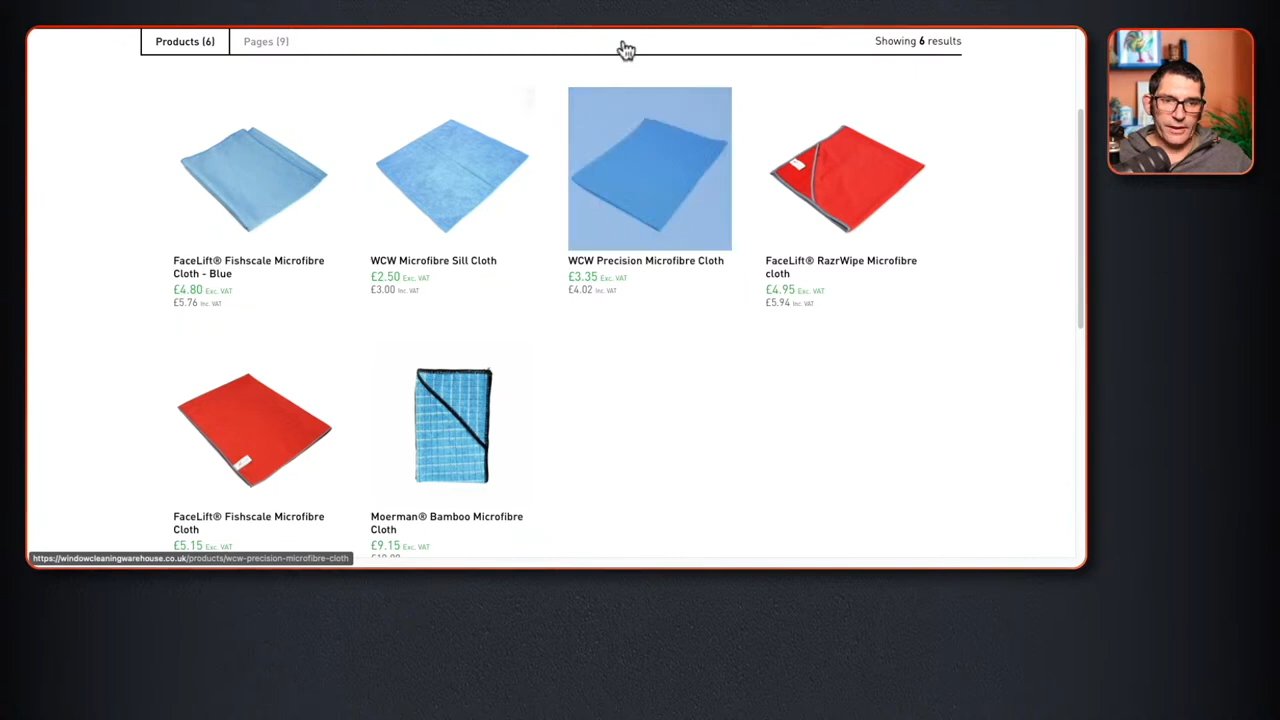 Products (6)
Pages (9)
Showing 6 results
FaceLift® Fishscale Microfibre
Cloth - Blue
£4.80 Exc. VAT
£5.76 Inc. VAT
WCW Microfibre Sill Cloth
£2.50 Exc. VAT
£3.00 Inc. VAT
WCW Precision Microfibre Cloth
£3.35 Exc. VAT
£4.02 Inc. VAT
FaceLift® RazrWipe Microfibre
cloth
£4.95 Exc. VAT
£5.94 Inc. VAT
FaceLift® Fishscale Microfibre
Cloth
£5.15 Exc. VAT
Moerman® Bamboo Microfibre
Cloth
£9.15 Exc. VAT
https://windowcleaningwarehouse.co.uk/products/wcw-precision-microfibre-cloth